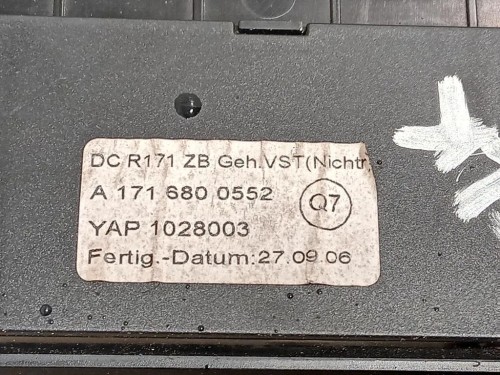 DC R171 ZB Geh.VST(Nichtr.
A 171 680 0552
Q7
YAP 1028003
Fertig.-Datum:27.09.06